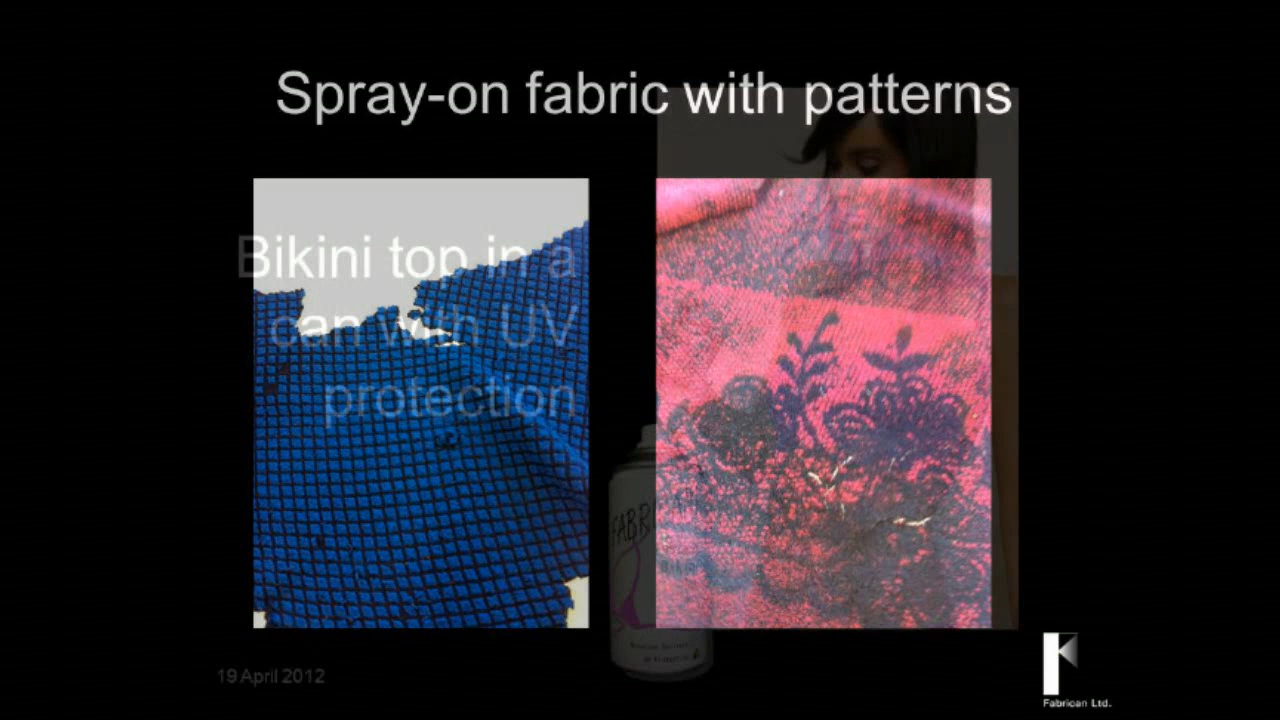 Spray-on fabric with patterns
Bikini top in a
can with UV
protection
19 April 2012
Fabrican Ltd.